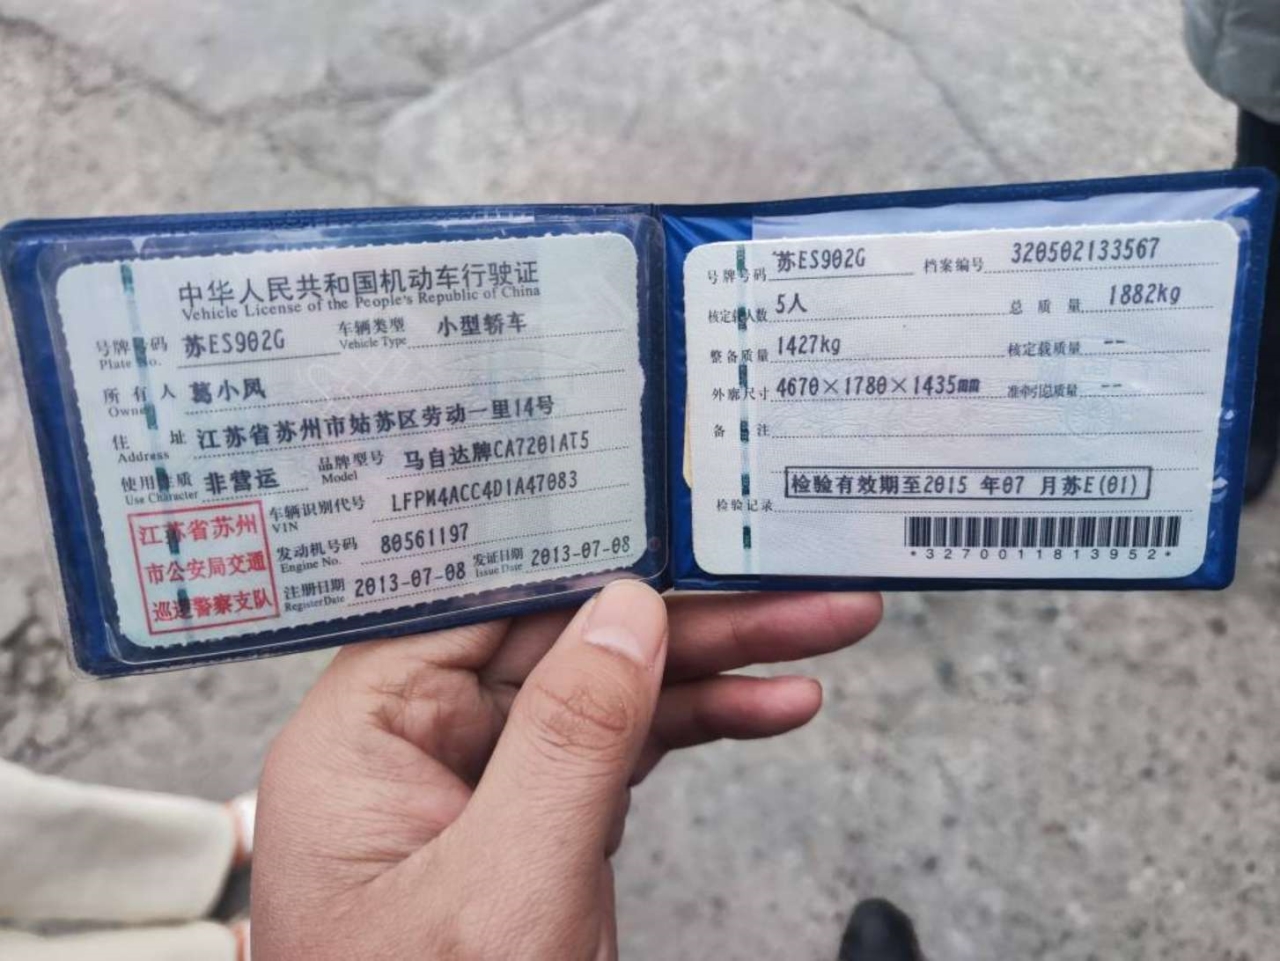 中华人民共和国机动车行驶证
Vehicle License of the People's Republic of China
号牌号码 苏ES902G 车辆类型 小型轿车
Plate No. Vehicle Type
所有人 葛小凤
Owner
住址 江苏省苏州市姑苏区劳动一里14号
Address
使用性质 非营运 品牌型号 马自达牌CA7201AT5
Use Character Model
车辆识别代号 LFPM4ACC4D1A47083
VIN
发动机号码 80561197
Engine No.
注册日期 2013-07-08 发证日期 2013-07-08
Register Date Issue Date
江苏省苏州
市公安局交通
巡逻警察支队
号牌号码 苏ES902G 档案编号 320502133567
核定载人数 5人 总质量 1882kg
整备质量 1427kg 核定载质量 --
外廓尺寸 4670×1780×1435mm 准牵引总质量 --
备注
检验有效期至2015 年07 月苏E(01)
检验记录
*3270011813952*